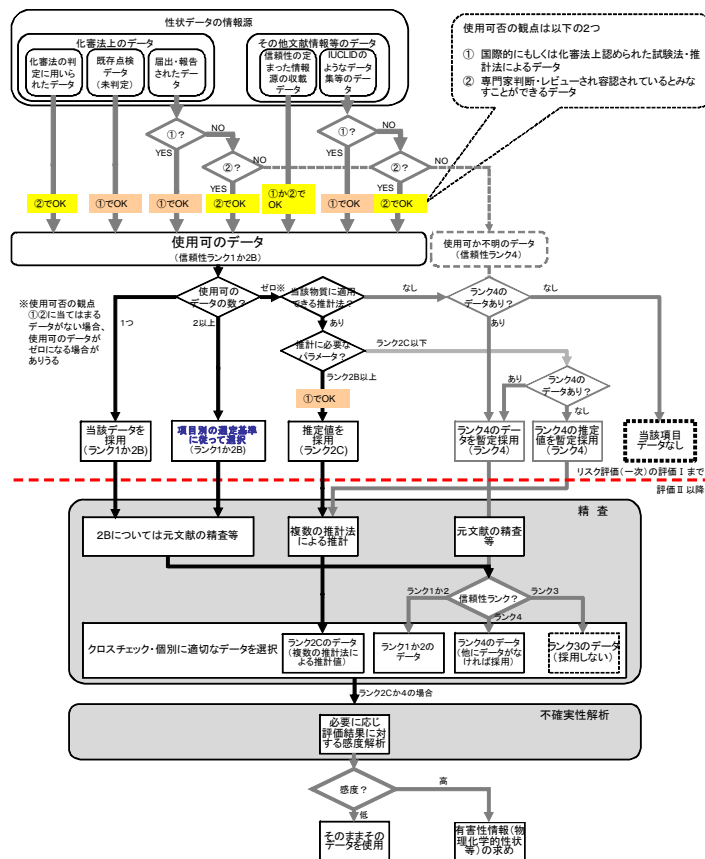 性状データの情報源
化審法上のデータ
化審法の判
定に用いら
れたデータ
既存点検
データ
(未判定)
届出・報告
されたデー
タ
その他文献情報等のデータ
信頼性の定
まった情報
源の収載
データ
IUCLIDの
ようなデータ
集等のデー
タ
使用可否の観点は以下の2つ
① 国際的にもしくは化審法上認められた試験法・推
計法によるデータ
② 専門家判断・レビューされ容認されているとみな
すことができるデータ
①?
NO
YES
②?
NO
YES
①?
NO
YES
②?
NO
YES
②でOK
①でOK
①でOK
②でOK
①か②で
OK
①でOK
②でOK
使用可のデータ
(信頼性ランク1か2B)
使用可か不明のデータ
(信頼性ランク4)
※使用可否の観点
①②に当てはまる
データがない場合、
使用可のデータが
ゼロになる場合が
ありうる
使用可の
データの数?
ゼロ※
1つ
2以上
当該物質に適用
できる推計法?
なし
あり
ランク4の
データあり?
なし
あり
推計に必要な
パラメータ?
ランク2C以下
ランク2B以上
ランク4の
データあり?
あり
なし
①でOK
当該データを
採用
(ランク1か2B)
項目別の選定基準
に従って選択
(ランク1か2B)
推定値を
採用
(ランク2C)
ランク4のデー
タを暫定採用
(ランク4)
ランク4の推定
値を暫定採用
(ランク4)
当該項目
データなし
リスク評価(一次)の評価Ⅰまで
評価Ⅱ以降
精 査
2Bについては元文献の精査等
複数の推計法
による推計
元文献の精査
等
信頼性ランク?
ランク1か2
ランク3
ランク4
クロスチェック・個別に適切なデータを選択
ランク2Cのデータ
(複数の推計法に
よる推計値)
ランク1か2の
データ
ランク4のデータ
(他にデータがな
ければ採用)
ランク3のデータ
(採用しない)
ランク2Cか4の場合
不確実性解析
必要に応じ
評価結果に対
する感度解析
感度?
高
低
そのままその
データを使用
有害性情報(物
理化学的性状
等)の求め